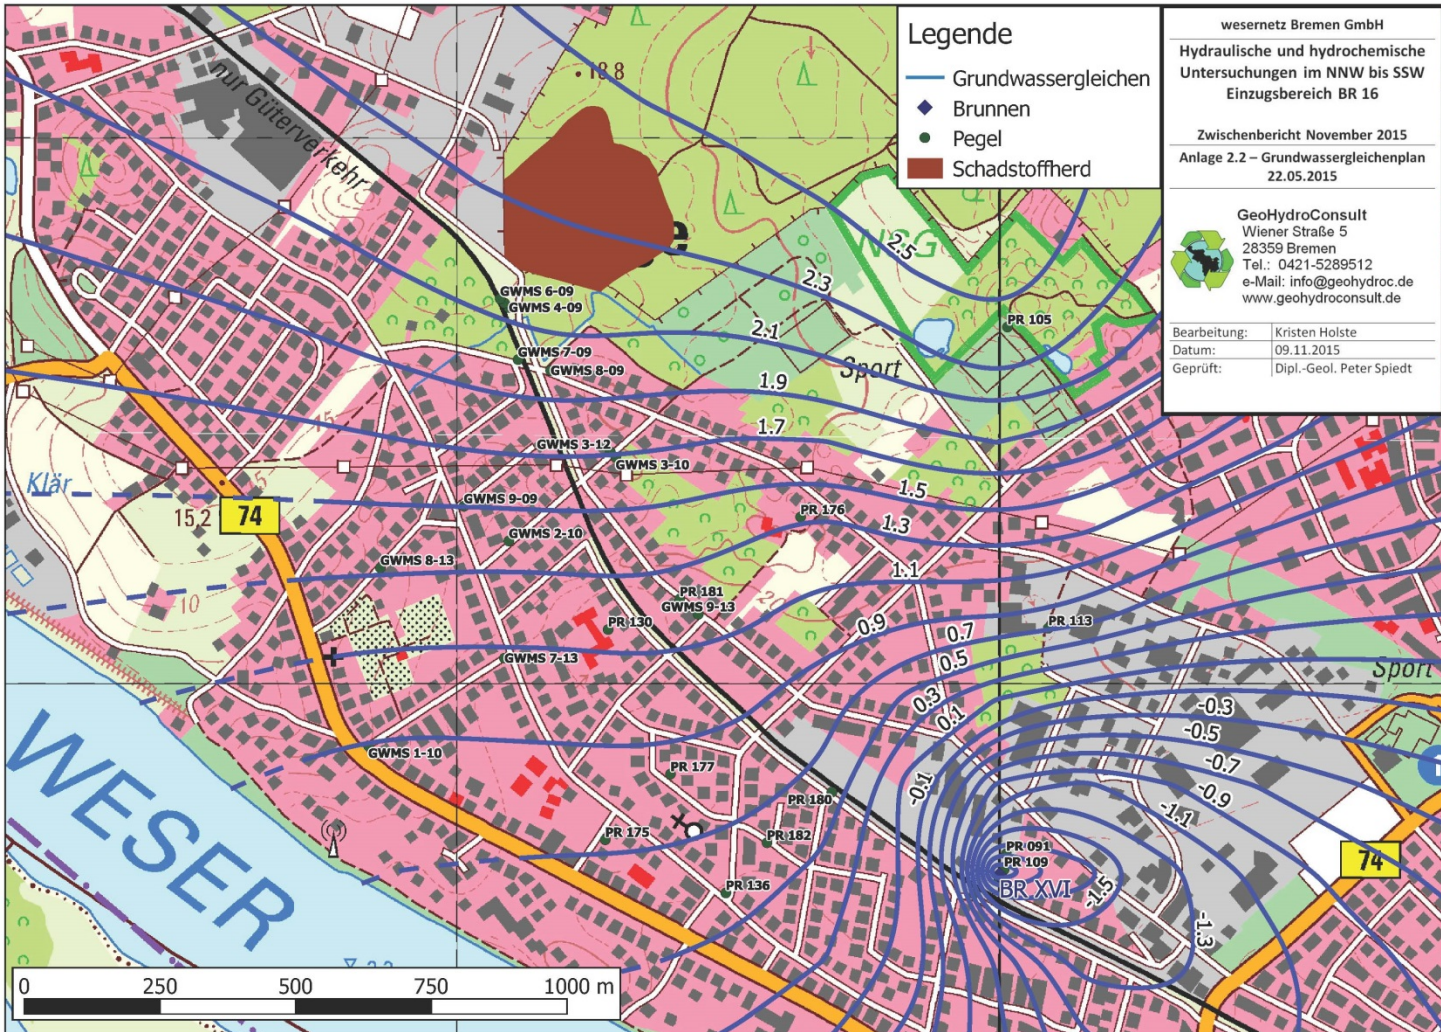 Legende
Grundwassergleichen
Brunnen
Pegel
Schadstoffherd
wesernetz Bremen GmbH
Hydraulische und hydrochemische
Untersuchungen im NNW bis SSW
Einzugsbereich BR 16
Zwischenbericht November 2015
Anlage 2.2 – Grundwassergleichenplan
22.05.2015
GeoHydroConsult
Wiener Straße 5
28359 Bremen
Tel.: 0421-5289512
e-Mail: info@geohydroc.de
www.geohydroconsult.de
Bearbeitung: Kristen Holste
Datum: 09.11.2015
Geprüft: Dipl.-Geol. Peter Spiedt
nur Güterverkehr
18,8
NSG
2.5
2.3
GWMS 6-09
GWMS 4-09
2.1
PR 105
GWMS 7-09
GWMS 8-09
Sport
1.9
1.7
GWMS 3-12
GWMS 3-10
Klär
15
1.5
GWMS 9-09
15,2
74
PR 176
1.3
GWMS 2-10
GWMS 8-13
1.1
10
PR 181
GWMS 9-13
20
PR 130
0.9
0.7
PR 113
0.5
GWMS 7-13
Sport
0.3
0.1
-0.3
-0.5
GWMS 1-10
-0.7
PR 177
-0.1
PR 180
-0.9
-1.1
WESER
PR 175
PR 182
PR 091
PR 109
74
BR XVI
PR 136
-1.5
-1.3
0 250 500 750 1000 m